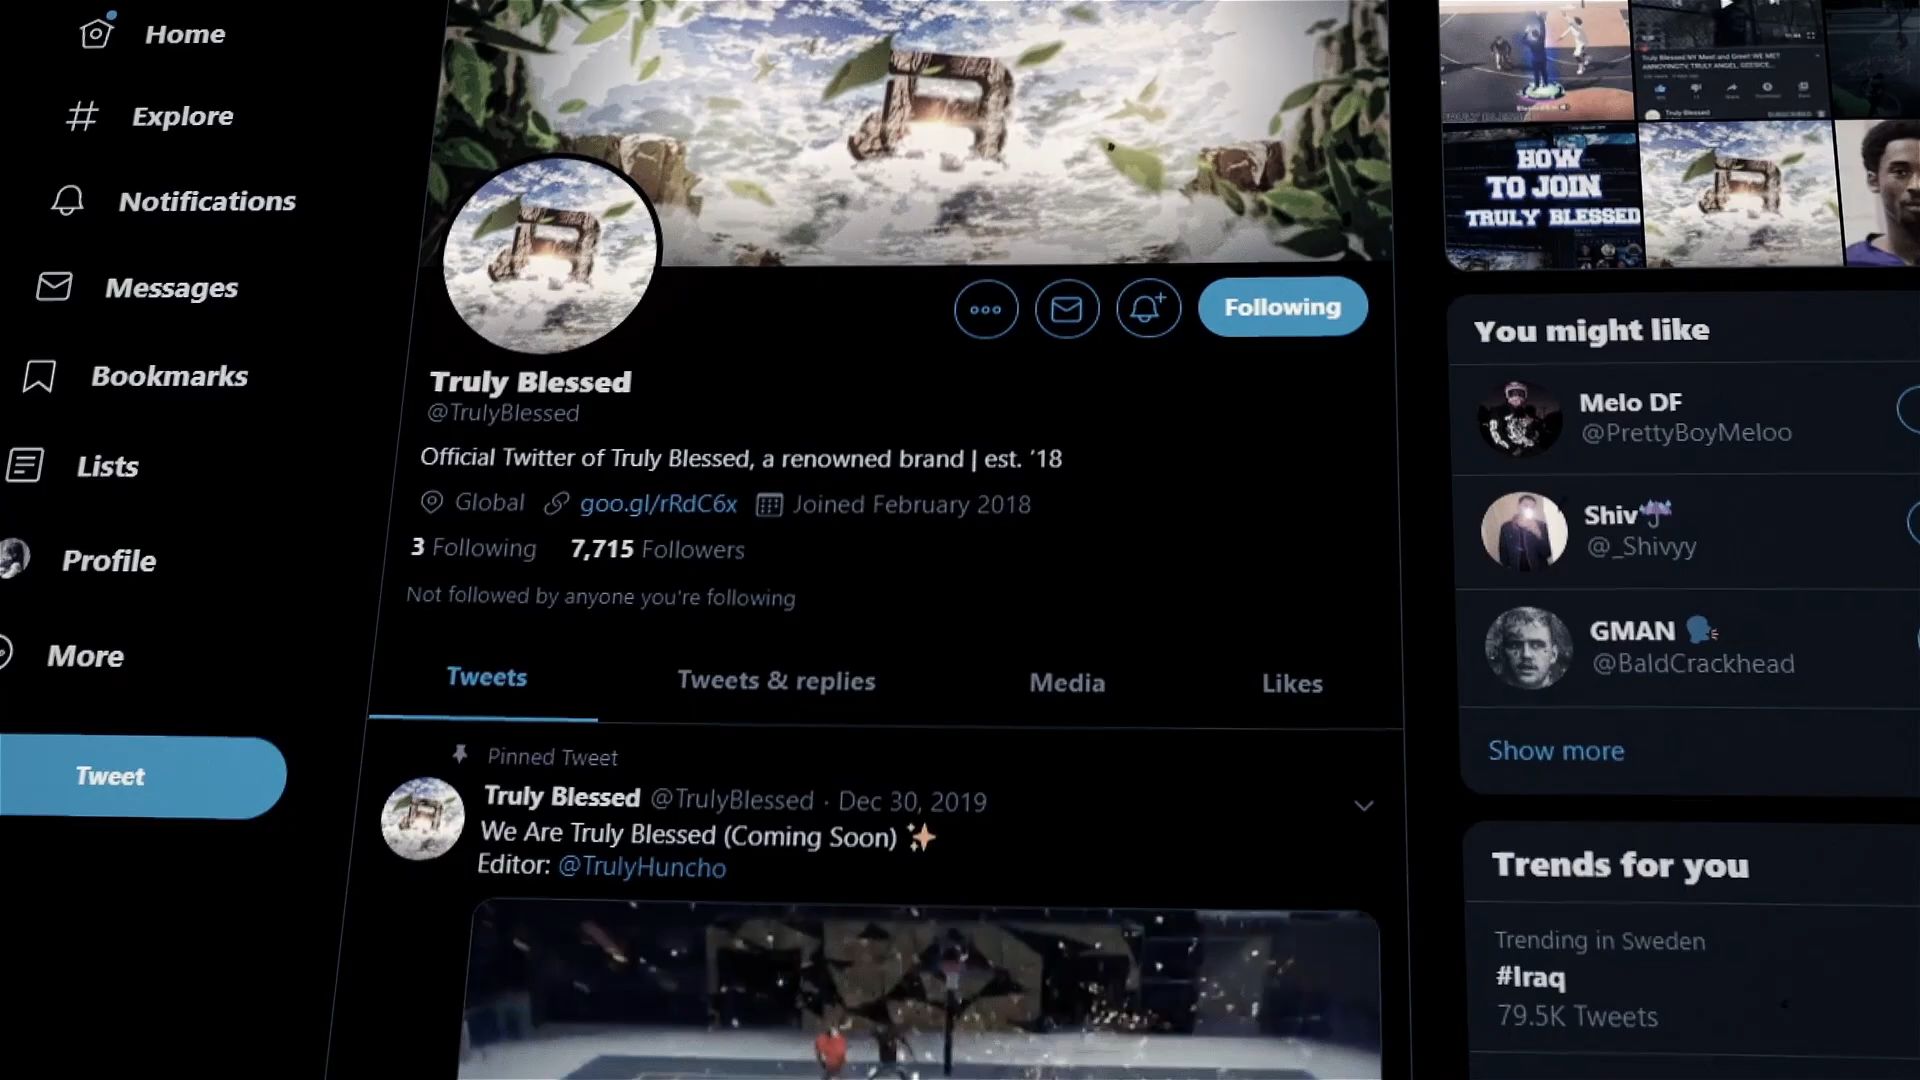 Home
Explore
Notifications
Messages
Bookmarks
Lists
Profile
More
Tweet
Following
Truly Blessed
@TrulyBlessed
Official Twitter of Truly Blessed, a renowned brand | est. '18
Global goo.gl/rRdC6x Joined February 2018
3 Following 7,715 Followers
Not followed by anyone you're following
Tweets Tweets & replies Media Likes
Pinned Tweet
Truly Blessed @TrulyBlessed · Dec 30, 2019
We Are Truly Blessed (Coming Soon) ✨
Editor: @TrulyHuncho
Truly Blessed
HOW
TO JOIN
TRULY BLESSED
You might like
Melo DF
@PrettyBoyMeloo
Shiv☔
@_Shivyy
GMAN 🗣
@BaldCrackhead
Show more
Trends for you
Trending in Sweden
#Iraq
79.5K Tweets